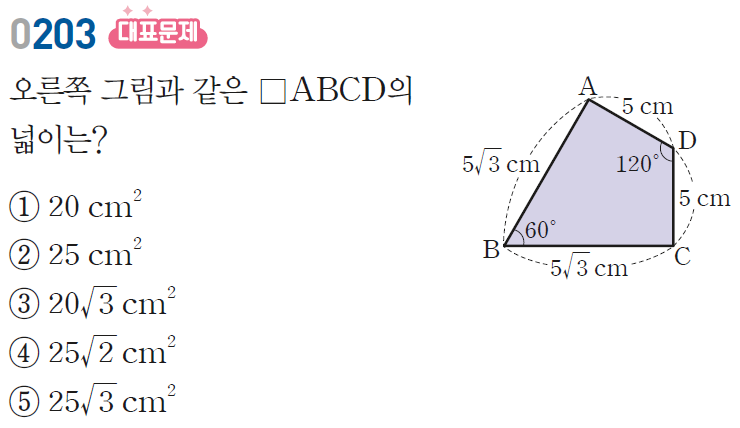 0203 대표문제
오른쪽 그림과 같은 □ABCD의
넓이는?
① 20 cm²
② 25 cm²
③ 20√3 cm²
④ 25√2 cm²
⑤ 25√3 cm²
A
5 cm
D
5√3 cm
120°
5 cm
60°
B
C
5√3 cm